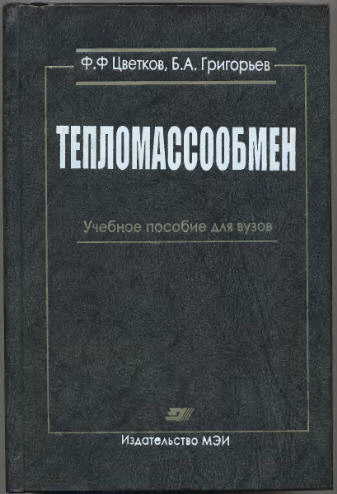 Ф.Ф Цветков, Б.А. Григорьев
ТЕПЛОМАССООБМЕН
Учебное пособие для вузов
Издательство МЭИ